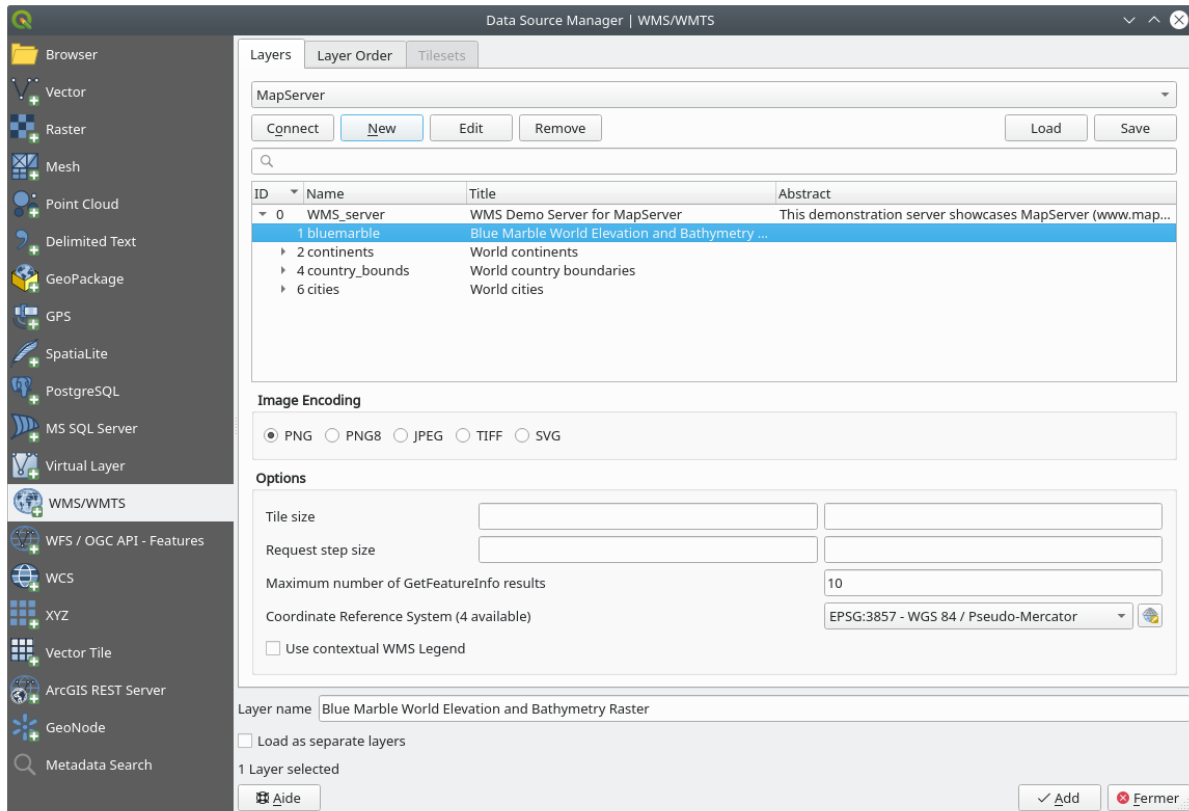 Data Source Manager | WMS/WMTS
Browser
Vector
Raster
Mesh
Point Cloud
Delimited Text
GeoPackage
GPS
SpatiaLite
PostgreSQL
MS SQL Server
Virtual Layer
WMS/WMTS
WFS / OGC API - Features
WCS
XYZ
Vector Tile
ArcGIS REST Server
GeoNode
Metadata Search
Layers Layer Order Tilesets
MapServer
Connect New Edit Remove Load Save
ID Name Title Abstract
0 WMS_server WMS Demo Server for MapServer This demonstration server showcases MapServer (www.map...
1 bluemarble Blue Marble World Elevation and Bathymetry ...
2 continents World continents
4 country_bounds World country boundaries
6 cities World cities
Image Encoding
PNG PNG8 JPEG TIFF SVG
Options
Tile size
Request step size
Maximum number of GetFeatureInfo results 10
Coordinate Reference System (4 available) EPSG:3857 - WGS 84 / Pseudo-Mercator
Use contextual WMS Legend
Layer name Blue Marble World Elevation and Bathymetry Raster
Load as separate layers
1 Layer selected
Aide Add Fermer